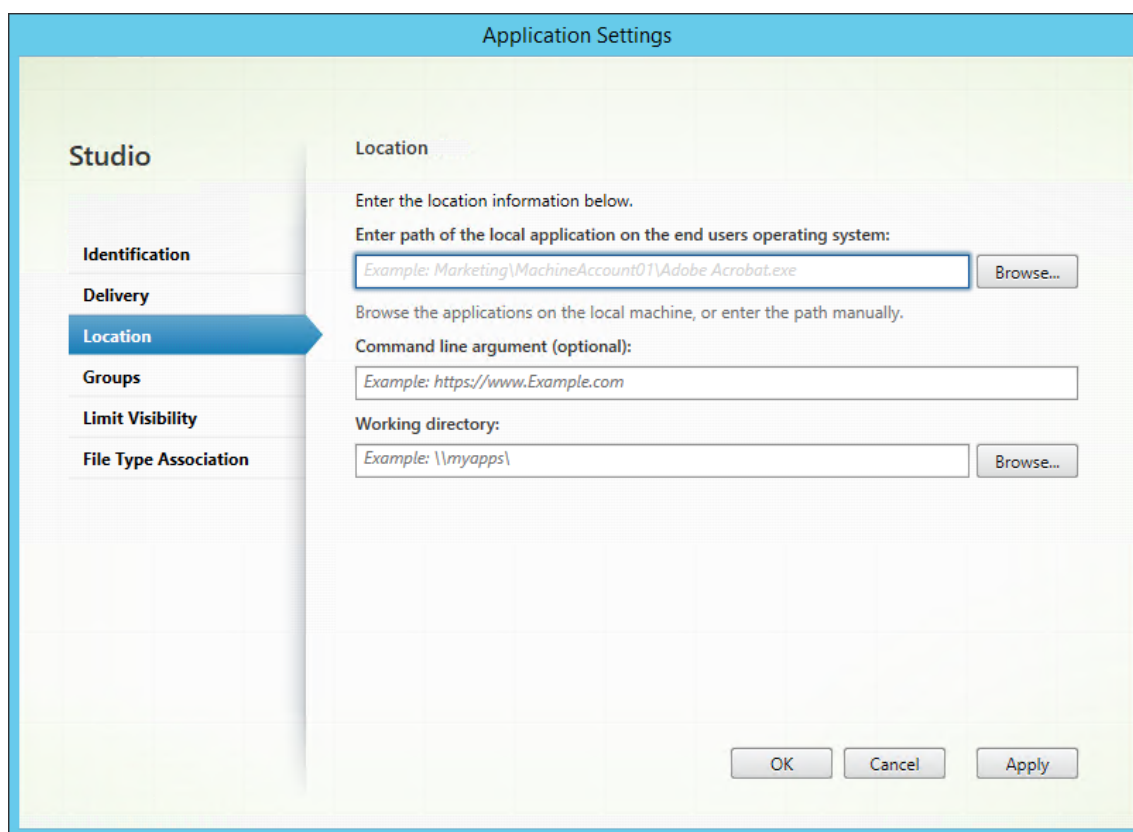 Application Settings
Studio
Identification
Delivery
Location
Groups
Limit Visibility
File Type Association
Location
Enter the location information below.
Enter path of the local application on the end users operating system:
Example: Marketing\MachineAccount01\Adobe Acrobat.exe
Browse...
Browse the applications on the local machine, or enter the path manually.
Command line argument (optional):
Example: https://www.Example.com
Working directory:
Example: \\myapps\
Browse...
OK
Cancel
Apply